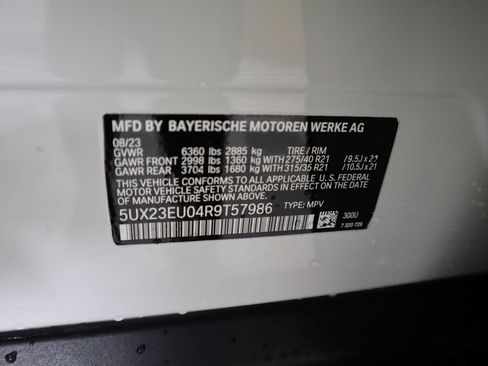 MFD BY BAYERISCHE MOTOREN WERKE AG
08/23
GVWR 6360 lbs 2885 kg TIRE / RIM
GAWR FRONT 2998 lbs 1360 kg WITH 275/40 R21 /9.5J x 21
GAWR REAR 3704 lbs 1680 kg WITH 315/35 R21 /10.5J x 21
THIS VEHICLE CONFORMS TO ALL APPLICABLE U. S. FEDERAL
MOTOR VEHICLE SAFETY STANDARDS IN EFFECT ON THE DATE
OF MANUFACTURE SHOWN ABOVE.
5UX23EU04R9T57986 TYPE: MPV 300U
7 320 729